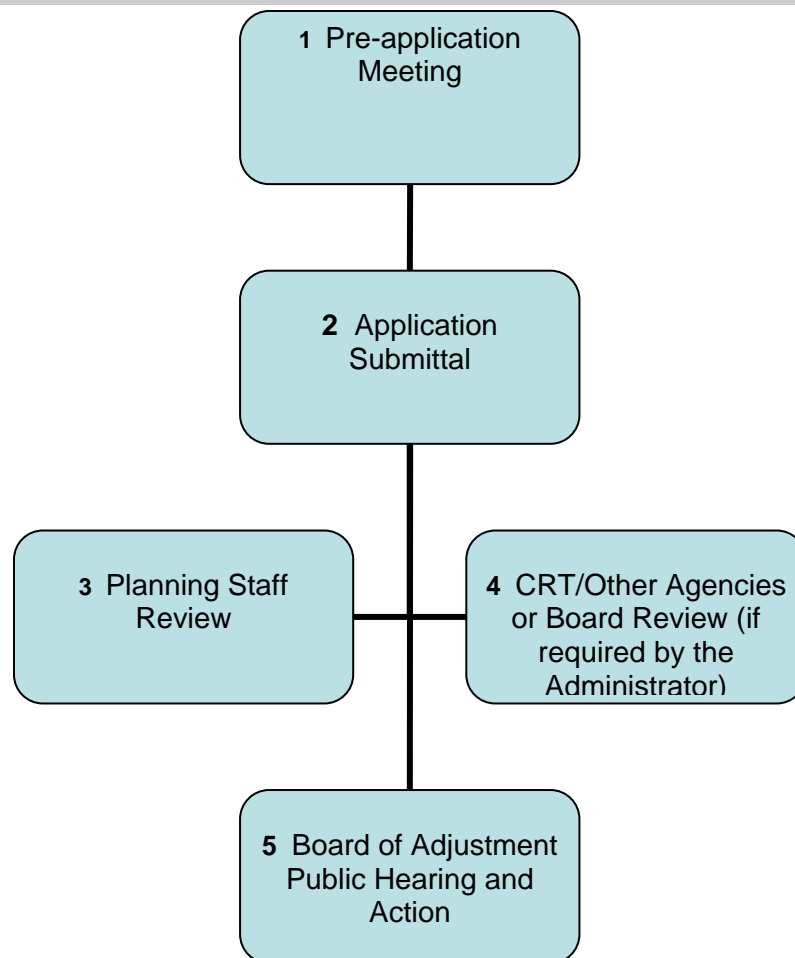 1 Pre-application
Meeting
2 Application
Submittal
3 Planning Staff
Review
4 CRT/Other Agencies
or Board Review (if
required by the
Administrator)
5 Board of Adjustment
Public Hearing and
Action